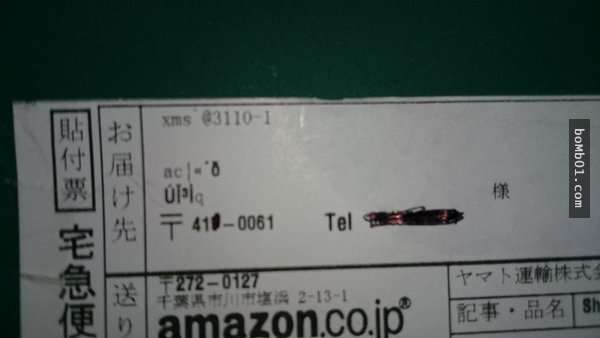 貼付票
宅急便
お届け先
xms`@3110-1
ac|=´ð
ÚÏ³|q
様
〒 41 -0061 Tel
送り
〒272-0127
千葉県市川市塩浜 2-13-1
amazon.co.jp®
ヤマト運輸株式会
記事・品名 Sh
boMb01.com